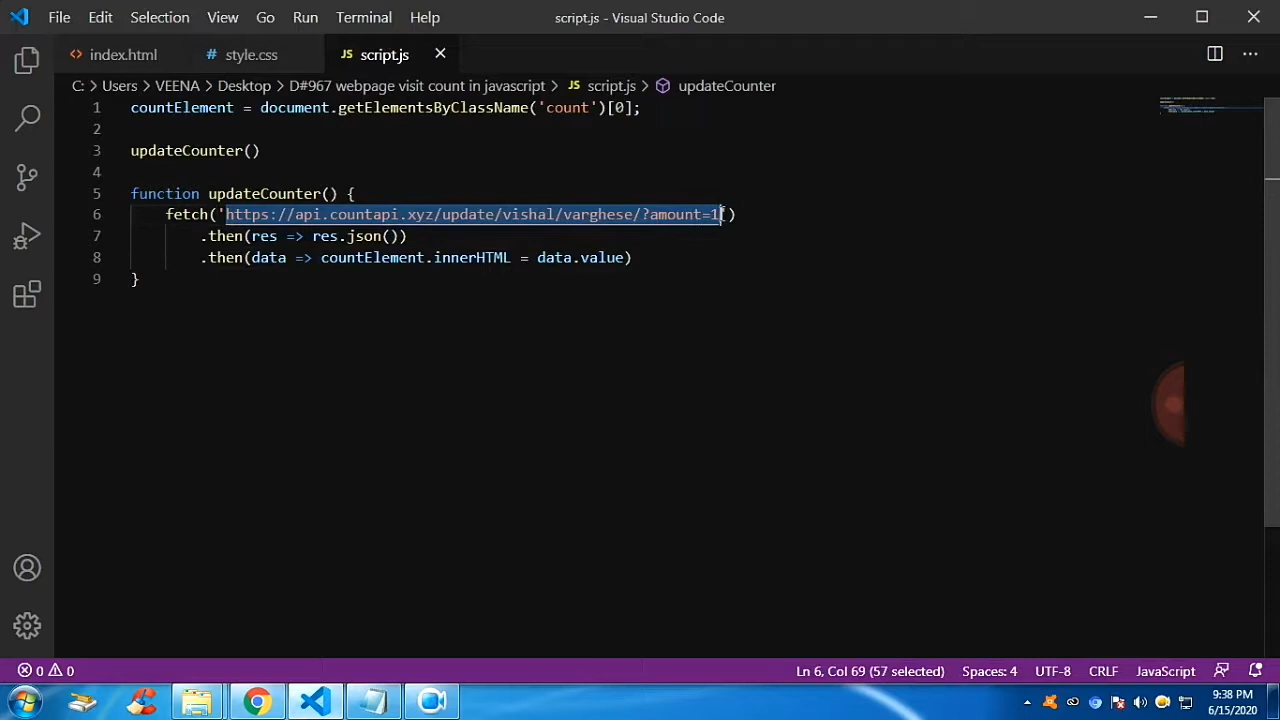 File Edit Selection View Go Run Terminal Help script.js - Visual Studio Code
index.html # style.css JS script.js
C: > Users > VEENA > Desktop > D#967 webpage visit count in javascript > JS script.js > updateCounter
1 countElement = document.getElementsByClassName('count')[0];
2
3 updateCounter()
4
5 function updateCounter() {
6 fetch('https://api.countapi.xyz/update/vishal/varghese/?amount=1')
7 .then(res => res.json())
8 .then(data => countElement.innerHTML = data.value)
9 }
0 0 Ln 6, Col 69 (57 selected) Spaces: 4 UTF-8 CRLF JavaScript
9:38 PM
6/15/2020